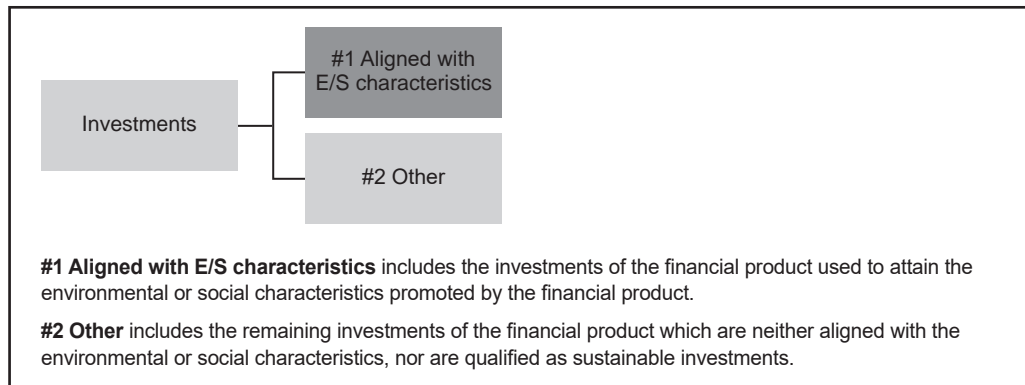 #1 Aligned with
E/S characteristics
Investments
#2 Other
#1 Aligned with E/S characteristics includes the investments of the financial product used to attain the
environmental or social characteristics promoted by the financial product.
#2 Other includes the remaining investments of the financial product which are neither aligned with the
environmental or social characteristics, nor are qualified as sustainable investments.